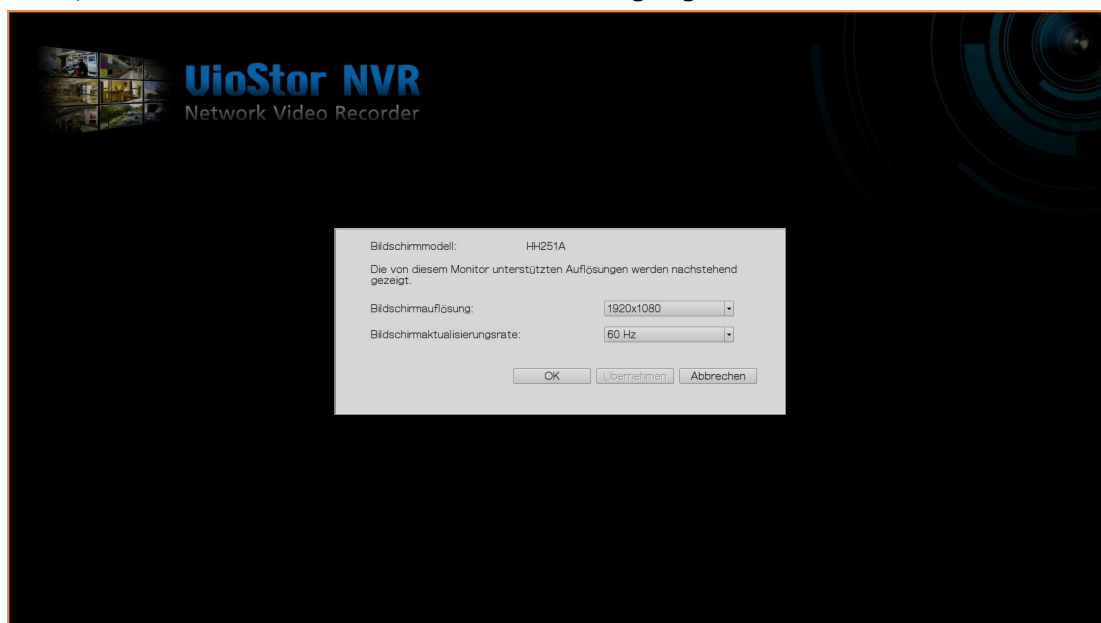 VioStor NVR
Network Video Recorder
Bildschirmmodell: HH251A
Die von diesem Monitor unterstützten Auflösungen werden nachstehend
gezeigt.
Bildschirmauflösung: 1920x1080
Bildschirmaktualisierungsrate: 60 Hz
OK Übernehmen Abbrechen